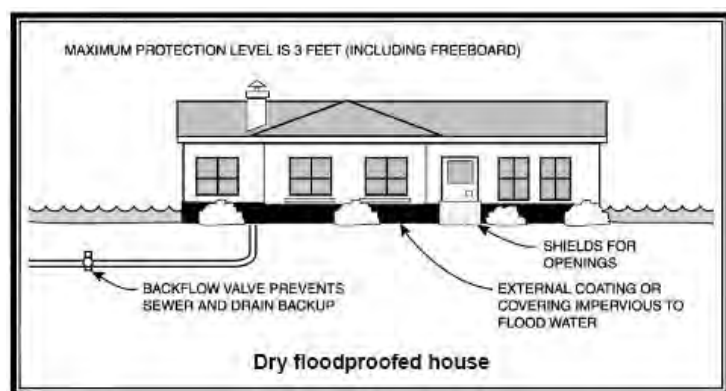 MAXIMUM PROTECTION LEVEL IS 3 FEET (INCLUDING FREEBOARD)
SHIELDS FOR
OPENINGS
BACKFLOW VALVE PREVENTS
SEWER AND DRAIN BACKUP
EXTERNAL COATING OR
COVERING IMPERVIOUS TO
FLOOD WATER
Dry floodproofed house